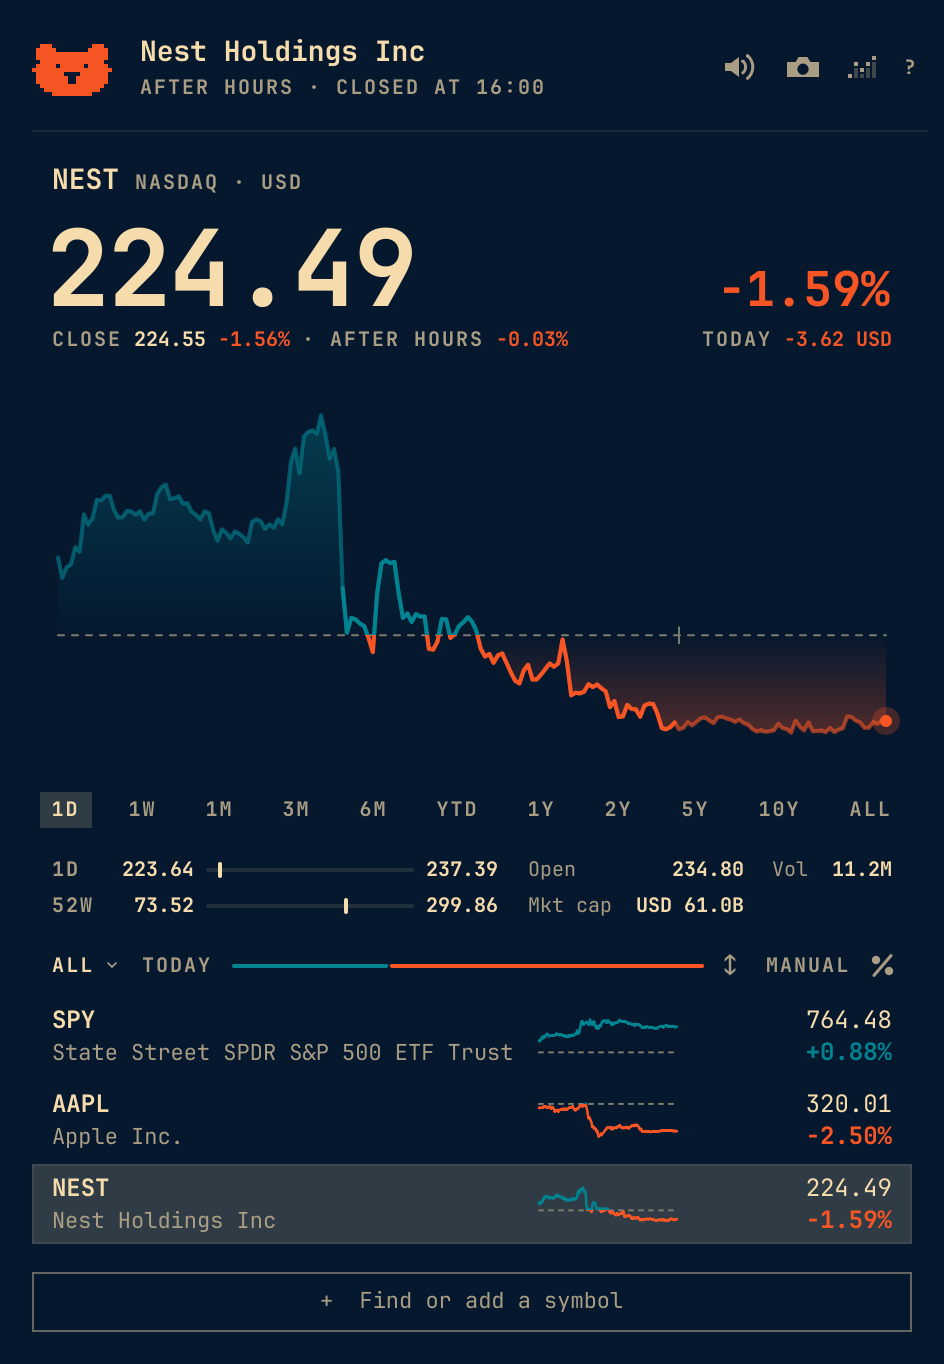 Nest Holdings Inc
AFTER HOURS · CLOSED AT 16:00
?
NEST NASDAQ · USD
224.49
-1.59%
CLOSE 224.55 -1.56% · AFTER HOURS -0.03%
TODAY -3.62 USD
1D 1W 1M 3M 6M YTD 1Y 2Y 5Y 10Y ALL
1D 223.64 237.39 Open 234.80 Vol 11.2M
52W 73.52 299.86 Mkt cap USD 61.0B
ALL TODAY MANUAL %
SPY 764.48
State Street SPDR S&P 500 ETF Trust +0.88%
AAPL 320.01
Apple Inc. -2.50%
NEST 224.49
Nest Holdings Inc -1.59%
+ Find or add a symbol